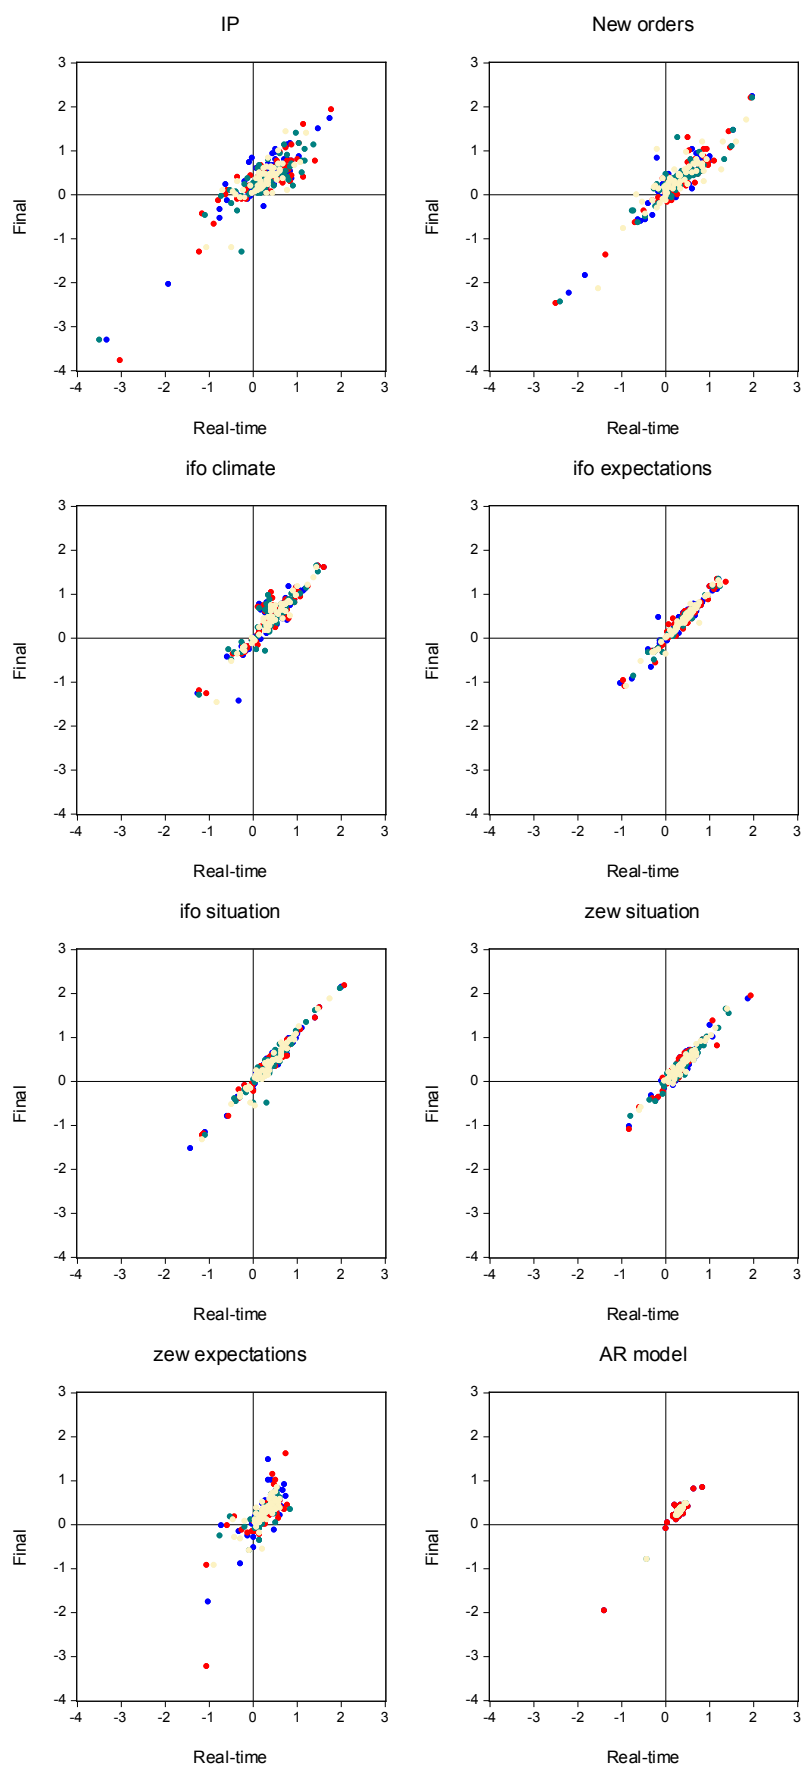 IP
3
2
1
0
-1
-2
-3
-4
Final
-4 -3 -2 -1 0 1 2 3
Real-time
New orders
3
2
1
0
-1
-2
-3
-4
Final
-4 -3 -2 -1 0 1 2 3
Real-time
ifo climate
3
2
1
0
-1
-2
-3
-4
Final
-4 -3 -2 -1 0 1 2 3
Real-time
ifo expectations
3
2
1
0
-1
-2
-3
-4
Final
-4 -3 -2 -1 0 1 2 3
Real-time
ifo situation
3
2
1
0
-1
-2
-3
-4
Final
-4 -3 -2 -1 0 1 2 3
Real-time
zew situation
3
2
1
0
-1
-2
-3
-4
Final
-4 -3 -2 -1 0 1 2 3
Real-time
zew expectations
3
2
1
0
-1
-2
-3
-4
Final
-4 -3 -2 -1 0 1 2 3
Real-time
AR model
3
2
1
0
-1
-2
-3
-4
Final
-4 -3 -2 -1 0 1 2 3
Real-time